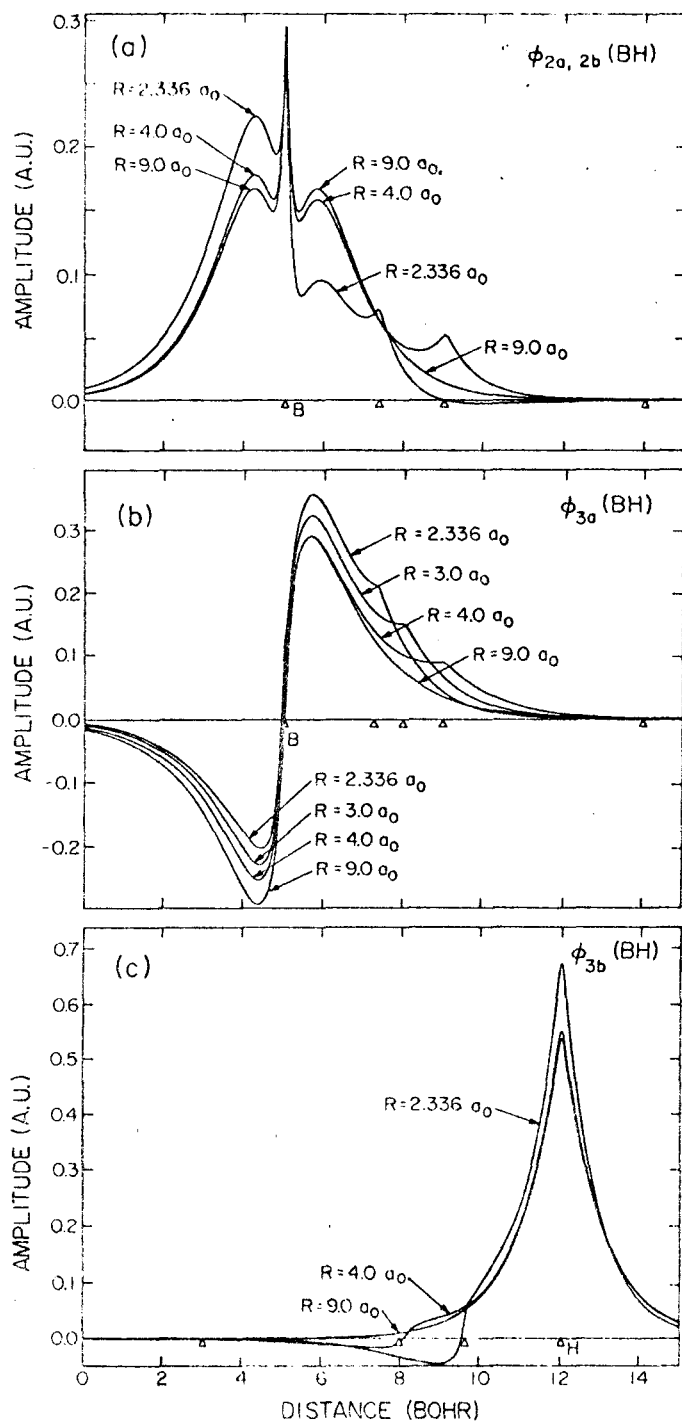 (a)
ϕ2a, 2b (BH)
AMPLITUDE (A.U.)
0.3
0.2
0.1
0.0
R=2.336 a0
R=4.0 a0
R=9.0 a0
R=9.0 a0.
R=4.0 a0
R=2.336 a0
R=9.0 a0
B
(b)
ϕ3a (BH)
AMPLITUDE (A.U.)
0.3
0.2
0.1
0.0
-0.1
-0.2
R=2.336 a0
R=3.0 a0
R=4.0 a0
R=9.0 a0
B
R=2.336 a0
R=3.0 a0
R=4.0 a0
R=9.0 a0
(c)
ϕ3b (BH)
AMPLITUDE (A.U.)
0.7
0.6
0.5
0.4
0.3
0.2
0.1
0.0
R=2.336 a0
R=4.0 a0.
R=9.0 a0
H
0 2 4 6 8 10 12 14
DISTANCE (BOHR)